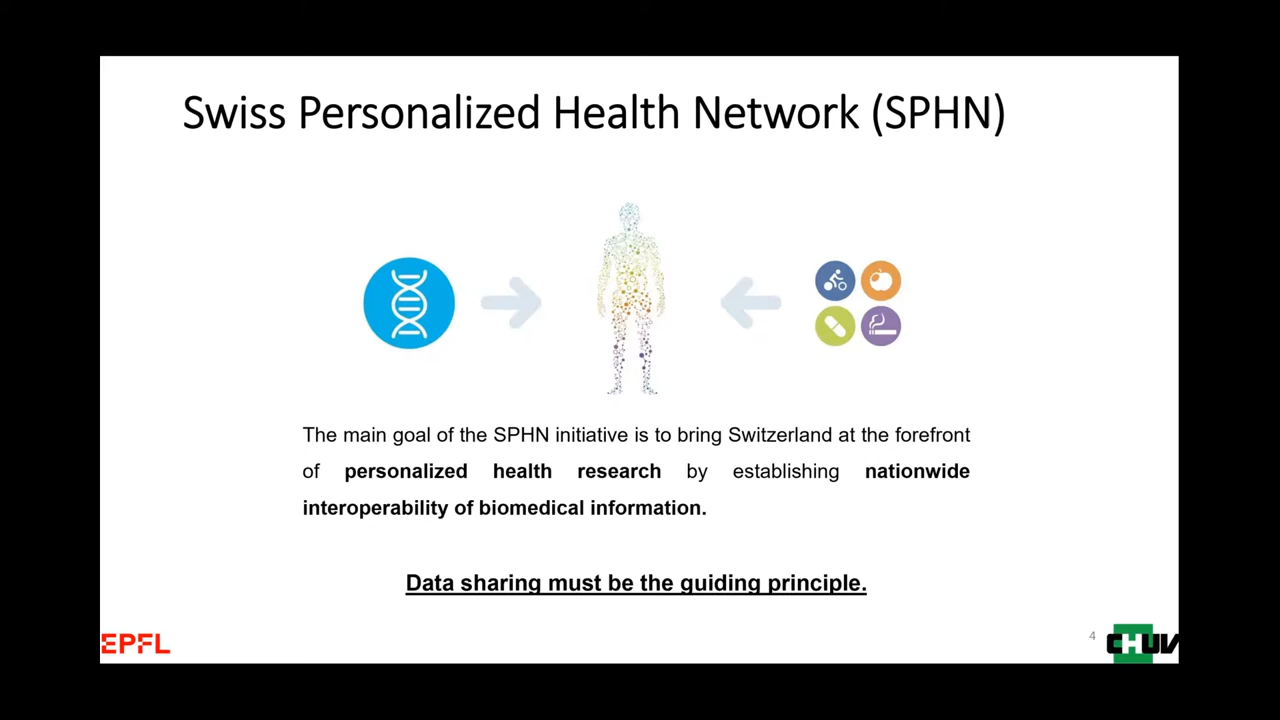 Swiss Personalized Health Network (SPHN)
The main goal of the SPHN initiative is to bring Switzerland at the forefront
of personalized health research by establishing nationwide
interoperability of biomedical information.
Data sharing must be the guiding principle.
EPFL
4
CHUV